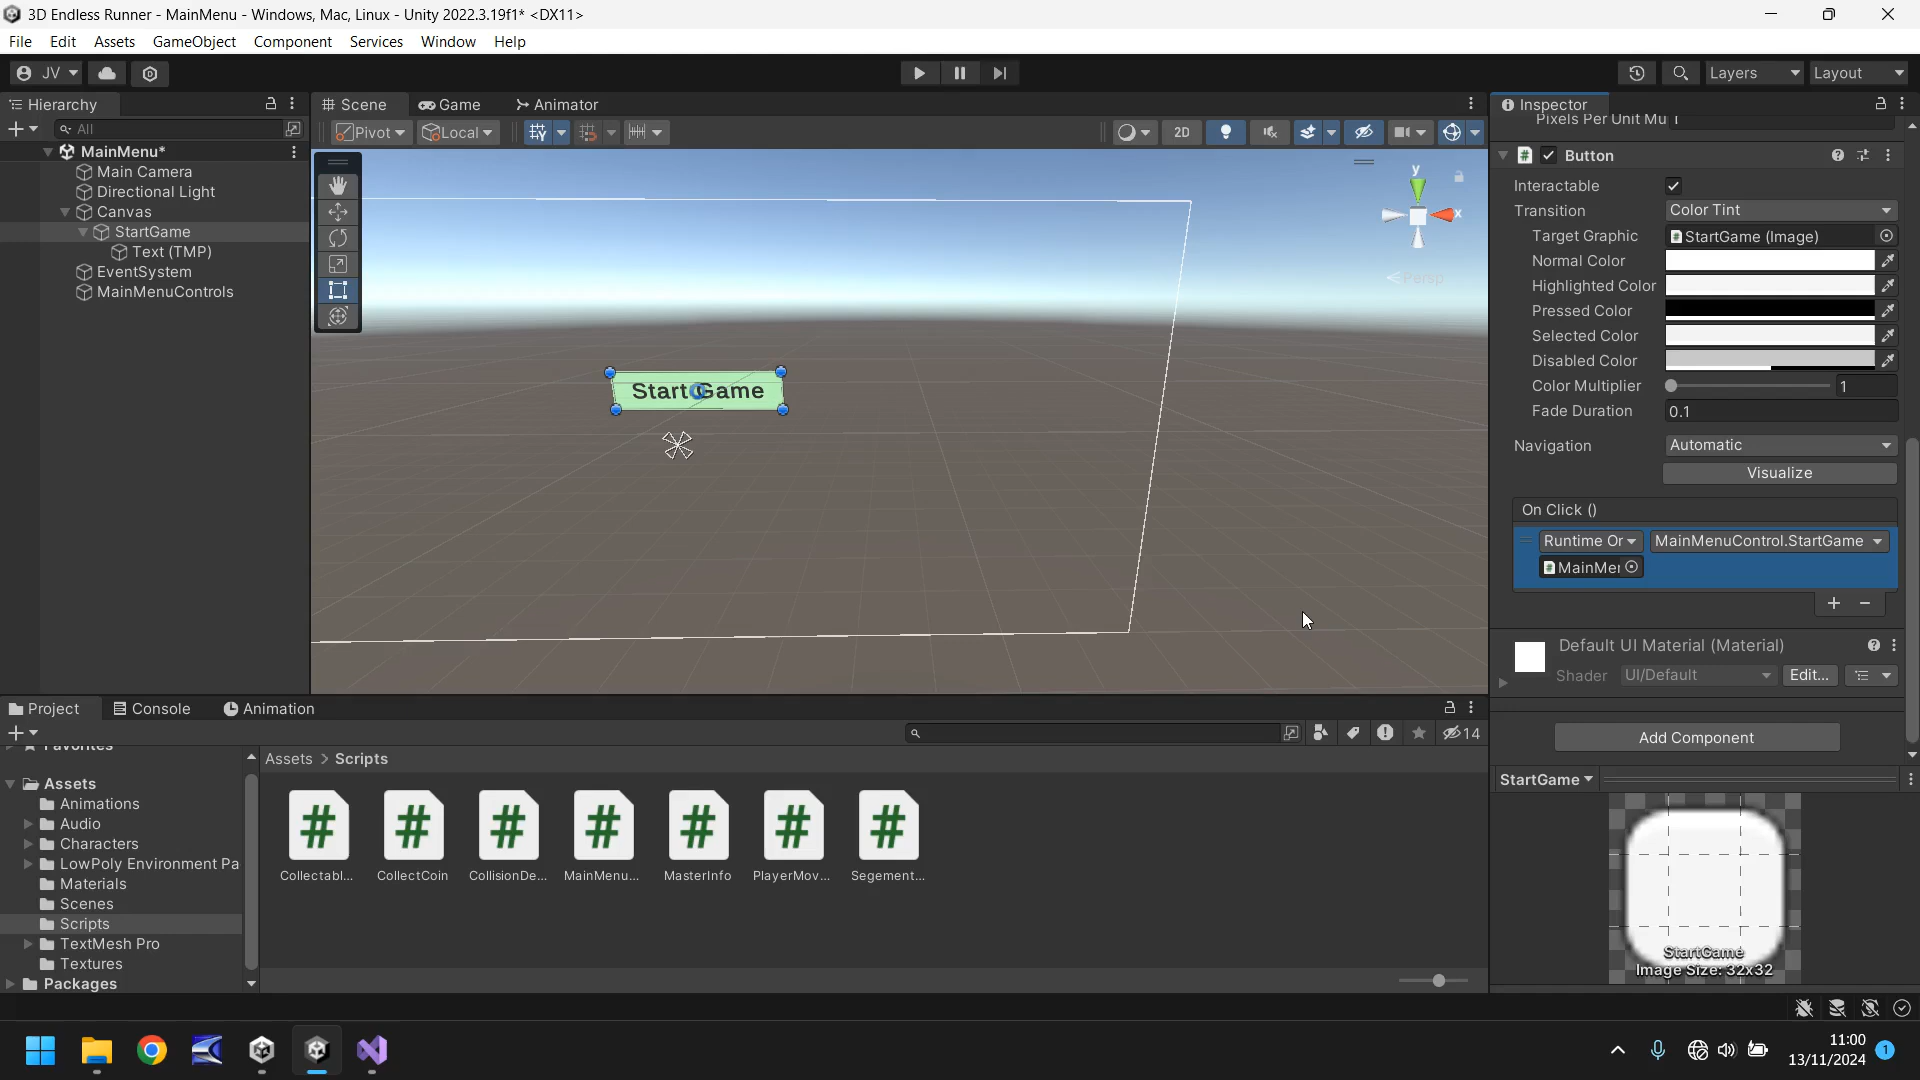 3D Endless Runner - MainMenu - Windows, Mac, Linux - Unity 2022.3.19f1* <DX11>
File Edit Assets GameObject Component Services Window Help
JV Layers Layout
Hierarchy
All
MainMenu*
Main Camera
Directional Light
Canvas
StartGame
Text (TMP)
EventSystem
MainMenuControls
Scene Game Animator
Pivot Local 2D
y
x
Persp
Start Game
Inspector
Pixels Per Unit Mu 1
Button
Interactable
Transition Color Tint
Target Graphic StartGame (Image)
Normal Color
Highlighted Color
Pressed Color
Selected Color
Disabled Color
Color Multiplier 1
Fade Duration 0.1
Navigation Automatic
Visualize
On Click ()
Runtime Or MainMenuControl.StartGame
MainMer
Default UI Material (Material)
Shader UI/Default Edit...
Add Component
StartGame
StartGame
Image Size: 32x32
Project Console Animation
14
Favorites
Assets
Animations
Audio
Characters
LowPoly Environment Pa
Materials
Scenes
Scripts
TextMesh Pro
Textures
Packages
Assets > Scripts
Collectabl... CollectCoin CollisionDe... MainMenu... MasterInfo PlayerMov... Segement...
11:00
13/11/2024 1